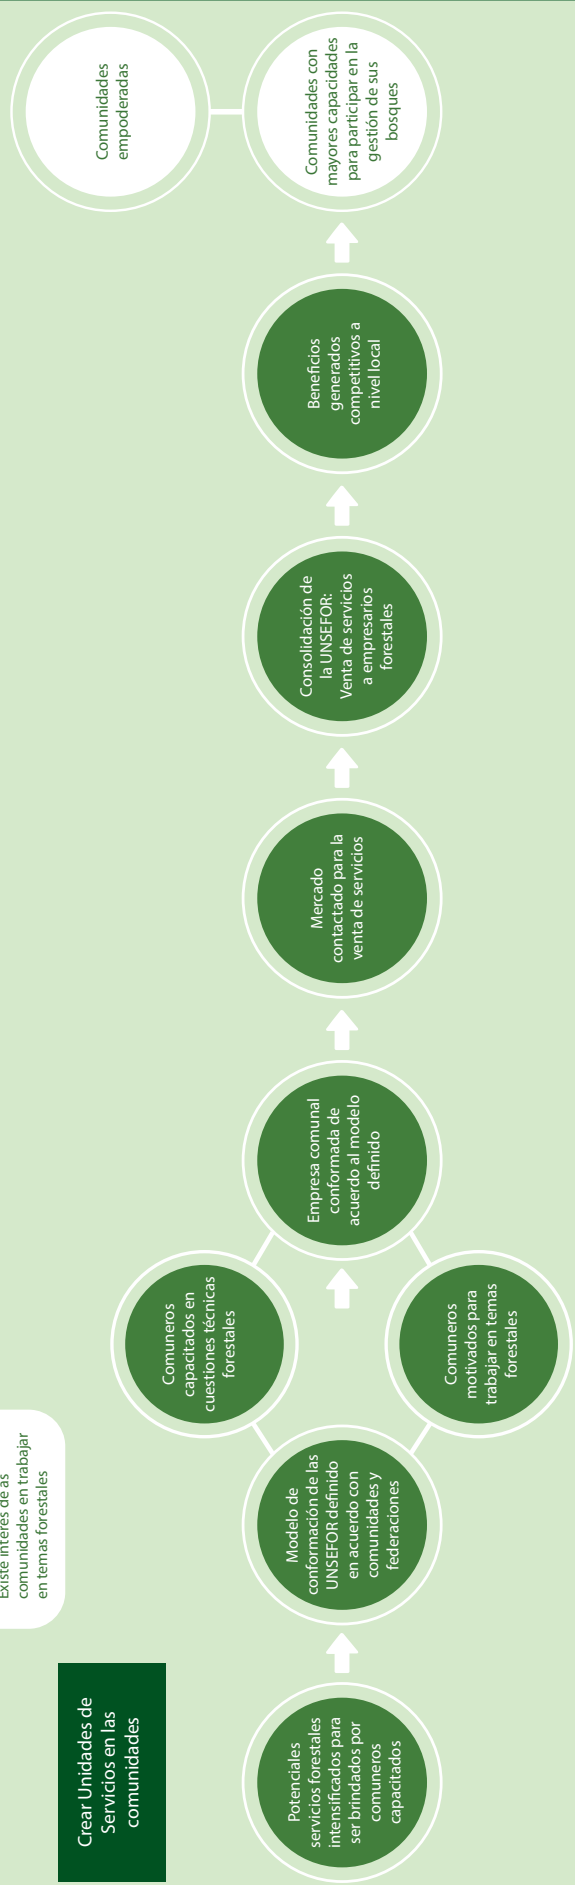 Crear Unidades de
Servicios en las
comunidades
Existe interés de as
comunidades en trabajar
en temas forestales
Potenciales
servicios forestales
intensificados para
ser brindados por
comuneros
capacitados
Modelo de
conformación de las
UNSEFOR definido
en acuerdo con
comunidades y
federaciones
Comuneros
capacitados en
cuestiones técnicas
forestales
Comuneros
motivados para
trabajar en temas
forestales
Empresa comunal
conformada de
acuerdo al modelo
definido
Mercado
contactado para la
venta de servicios
Consolidación de
la UNSEFOR:
Venta de servicios
a empresarios
forestales
Beneficios
generados
competitivos a
nivel local
Comunidades
empoderadas
Comunidades con
mayores capacidades
para participar en la
gestión de sus
bosques